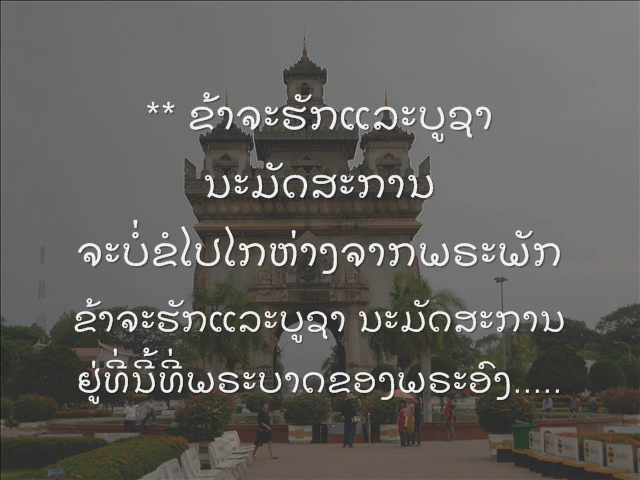 ** ຂ້າຈະຮັກແລະບູຊາ
ນະມັດສະການ
ຈະບໍ່ຂໍໄປໄກຫ່າງຈາກພຣະພັກ
ຂ້າຈະຮັກແລະບູຊາ ນະມັດສະການ
ຢູ່ທີ່ນີ້ທີ່ພຣະບາດຂອງພຣະອົງ.....